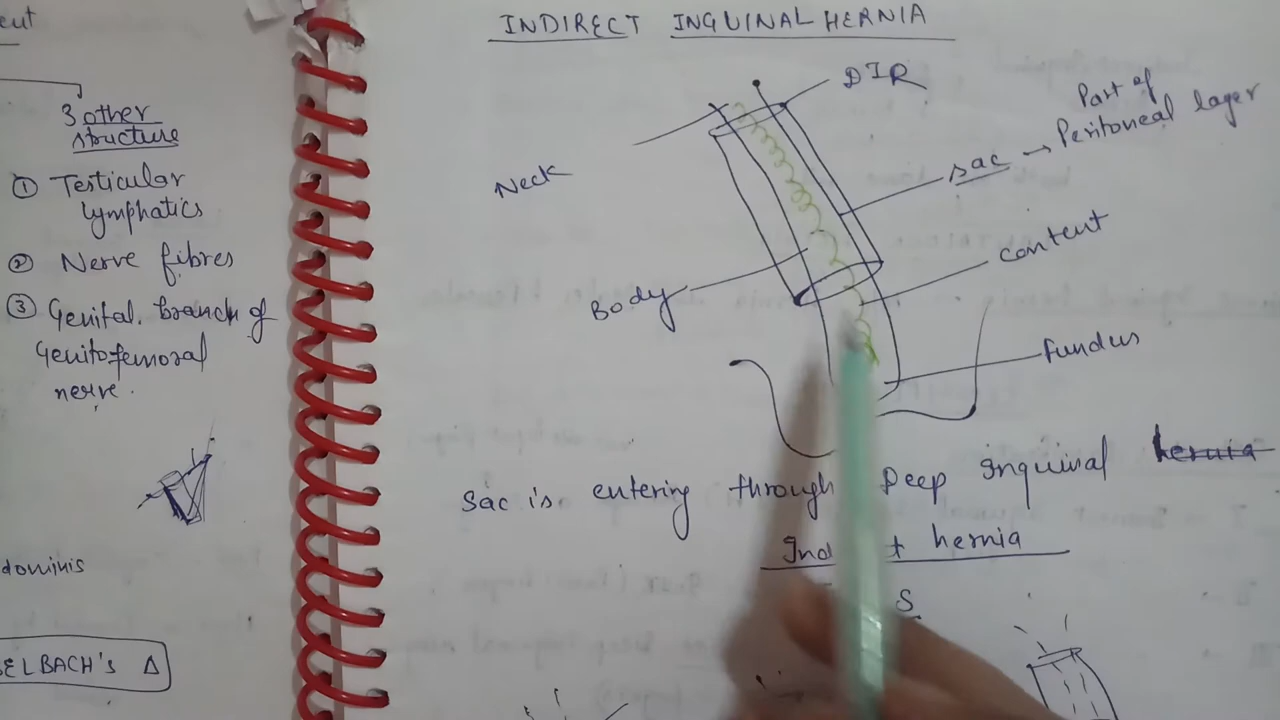 3 other
structure
① Testicular
lymphatics
② Nerve fibres
③ Genital branch of
Genitofemoral
nerve.
dominis
ELBACH'S Δ
INDIRECT INGUINAL HERNIA
DIR
Part of
Peritoneal layer
sac →
Neck
content
Body
fundus
Sac is entering through Deep inguinal
hernia
S